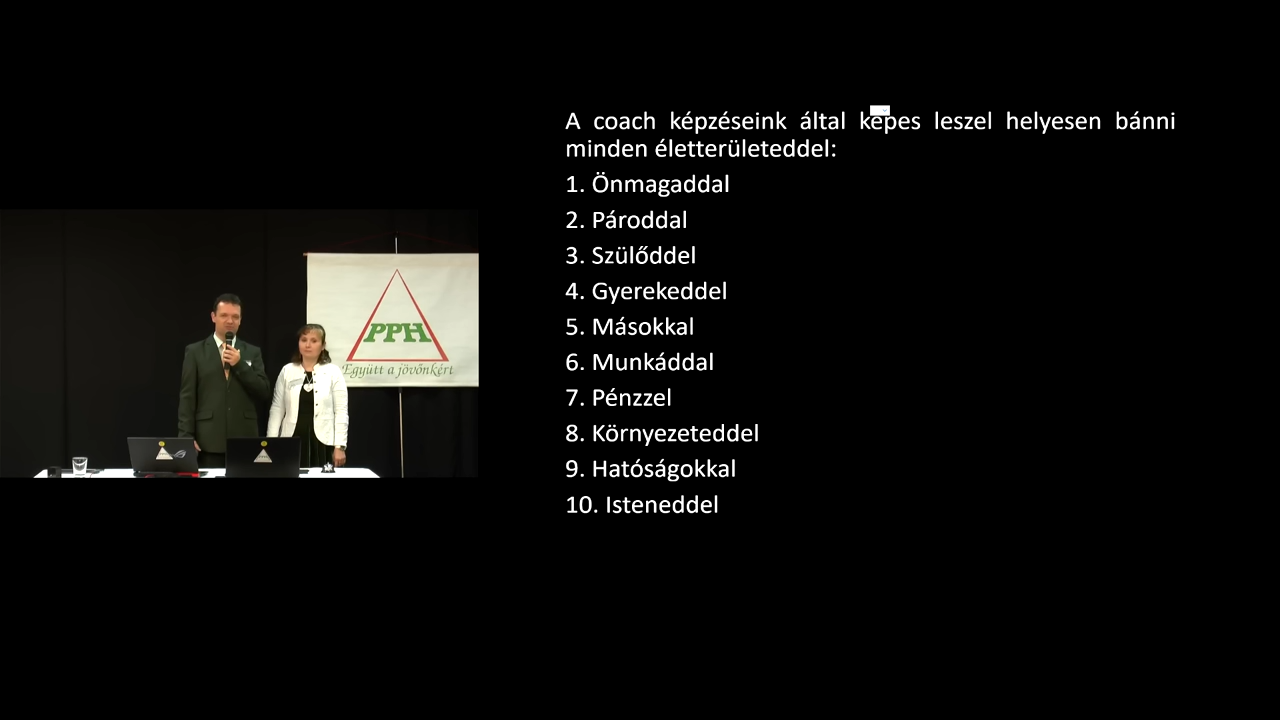 A coach képzéseink által képes leszel helyesen bánni
minden életterületeddel:
1. Önmagaddal
2. Pároddal
3. Szülőddel
4. Gyerekeddel
5. Másokkal
6. Munkáddal
7. Pénzzel
8. Környezeteddel
9. Hatóságokkal
10. Isteneddel
PPH
Együtt a jövőnkért